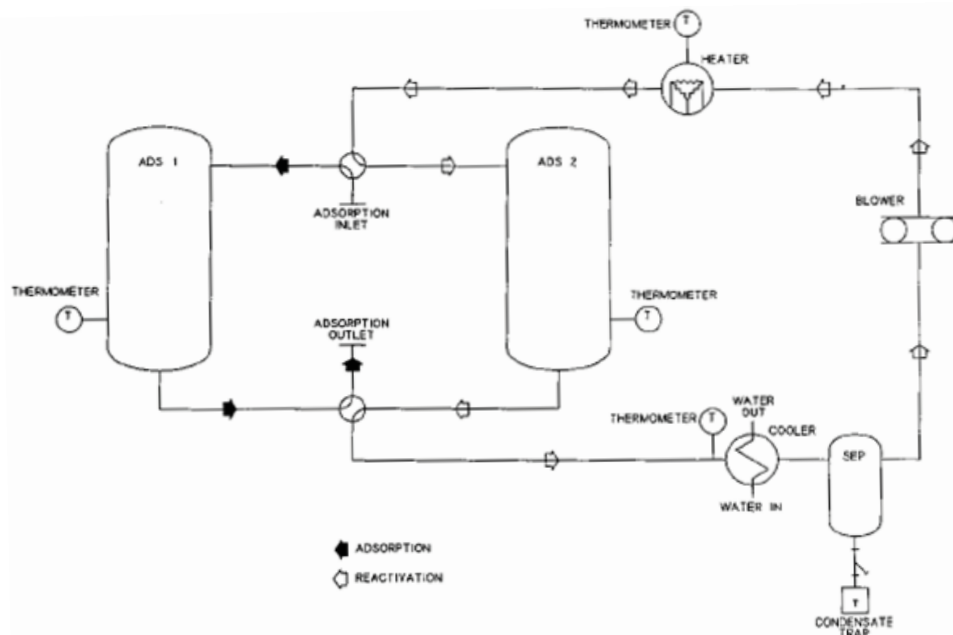 THERMOMETER
T
HEATER
ADS 1
ADS 2
ADSORPTION
INLET
BLOWER
THERMOMETER
T
THERMOMETER
T
ADSORPTION
OUTLET
THERMOMETER
T
WATER
OUT
COOLER
SEP
WATER IN
ADSORPTION
REACTIVATION
T
CONDENSATE
TRAP